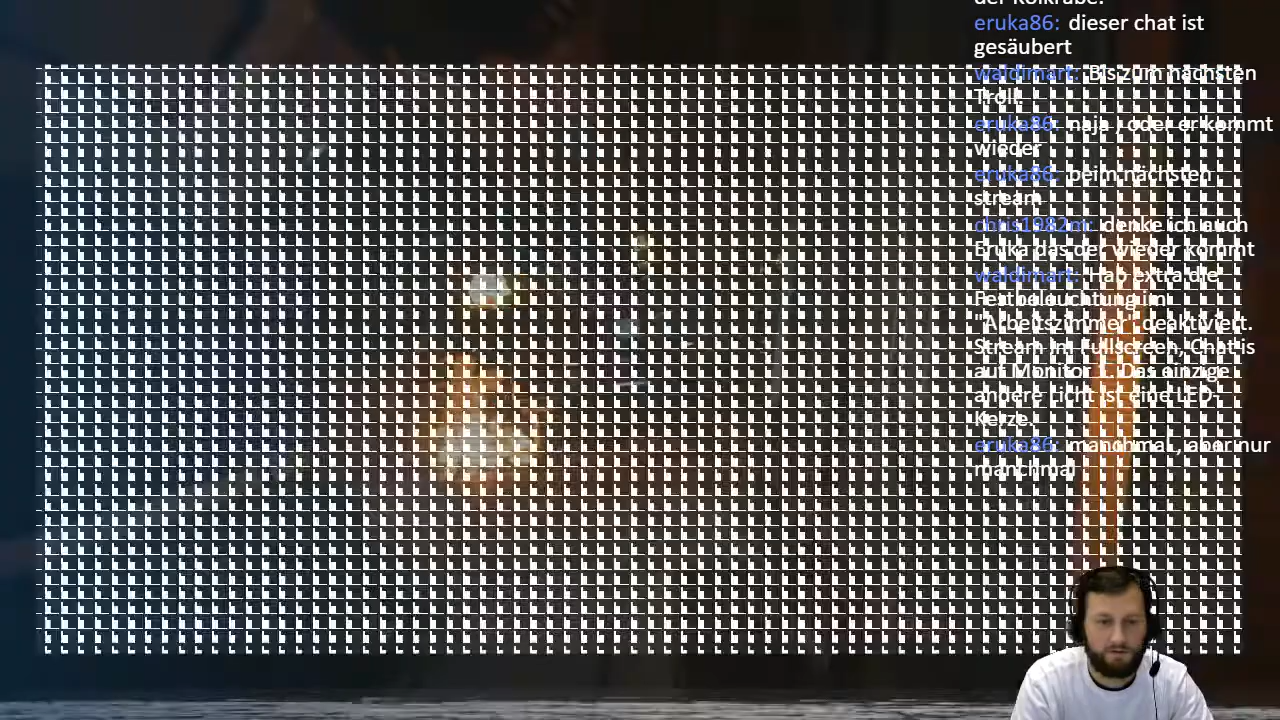 der Kolkrabe.
eruka86: dieser chat ist
gesäubert
waldimart: Bis zum nächsten
Troll.
eruka86: naja , oder er kommt
wieder
eruka86: beim nächsten
stream
chris1982m: denke ich auch
Eruka das der wieder kommt
waldimart: Hab extra die
Festbeleuchtung im
"Arbeitszimmer" deaktiviert.
Stream im Fullscreen, Chat is
auf Monitor 1. Das einzige
andere Licht ist eine LED-
Kerze.
eruka86: manchmal , aber nur
manchmal